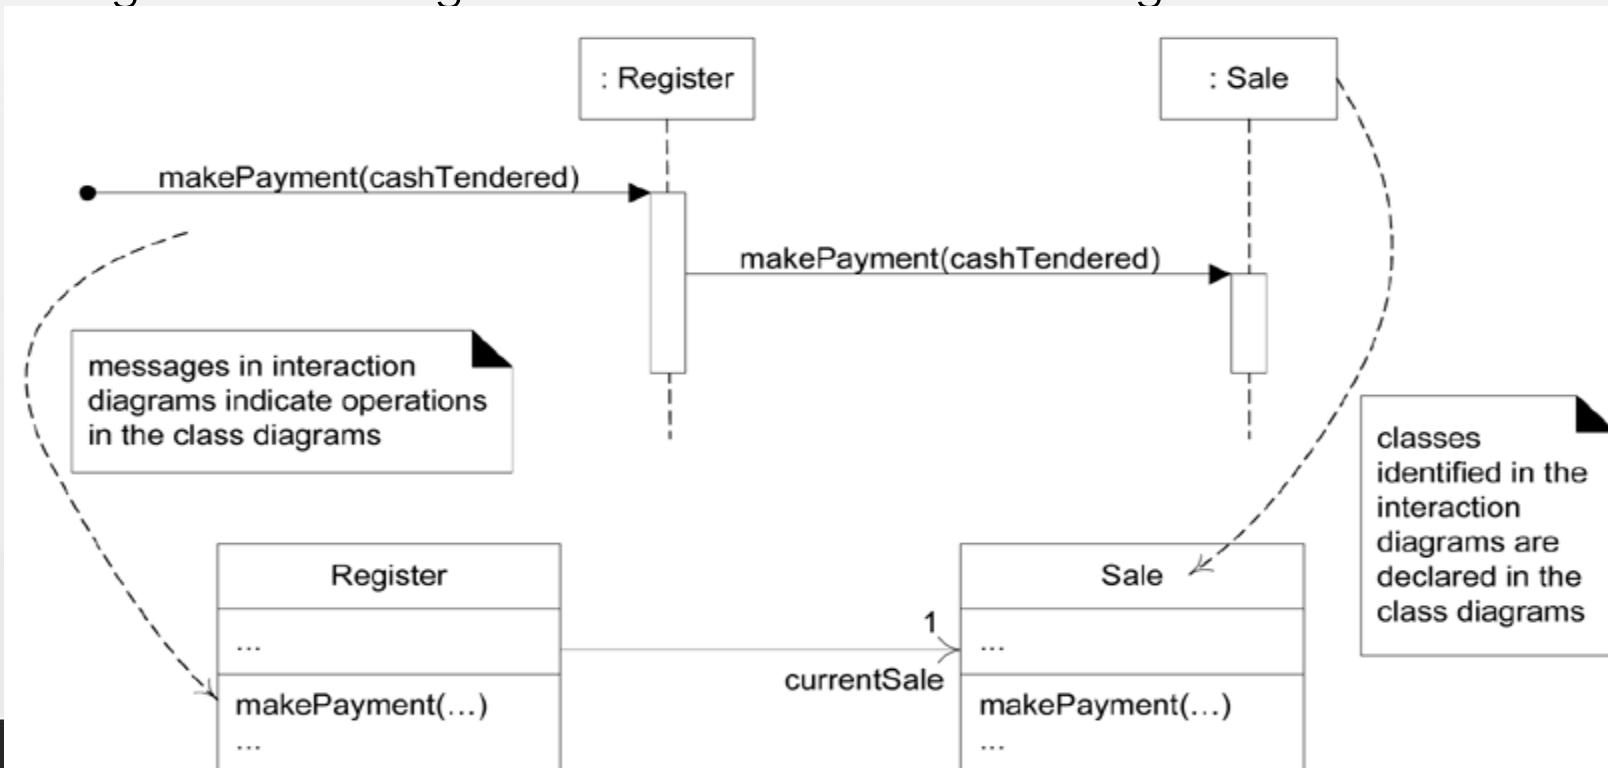 : Register
: Sale
makePayment(cashTendered)
makePayment(cashTendered)
messages in interaction
diagrams indicate operations
in the class diagrams
classes
identified in the
interaction
diagrams are
declared in the
class diagrams
Register
...
makePayment(...)
...
1
currentSale
Sale
...
makePayment(...)
...